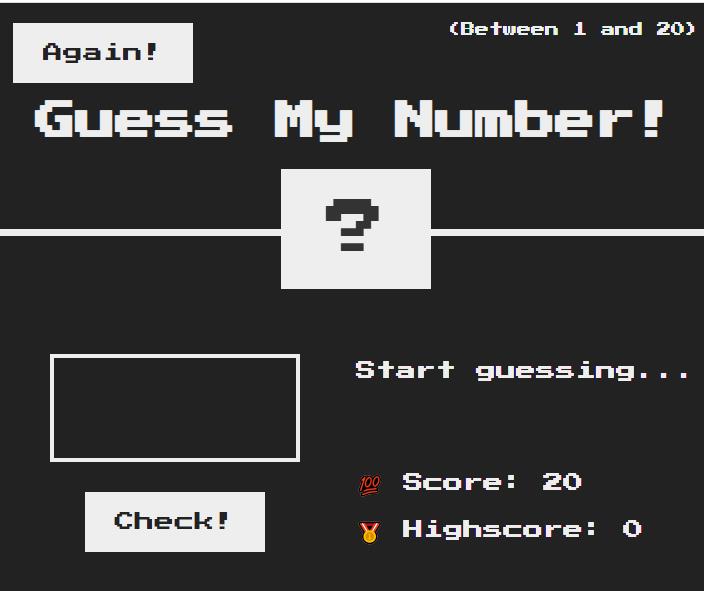 (Between 1 and 20)
Again!
Guess My Number!
?
Start guessing...
💯 Score: 20
Check!
🥇 Highscore: 0